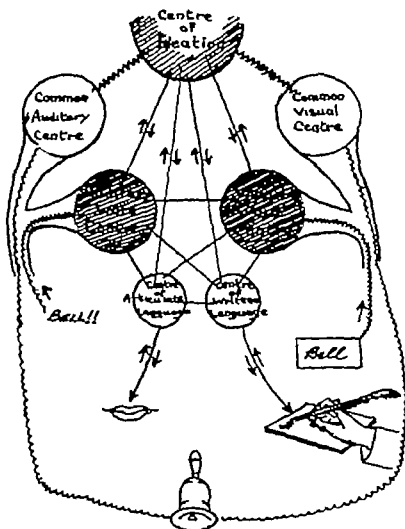 Centre
of
Ideation
Common
Auditory
Centre
Common
Visual
Centre
Centre
of
Articulate
Language
Centre
of
Written
Language
BELL!!
Bell